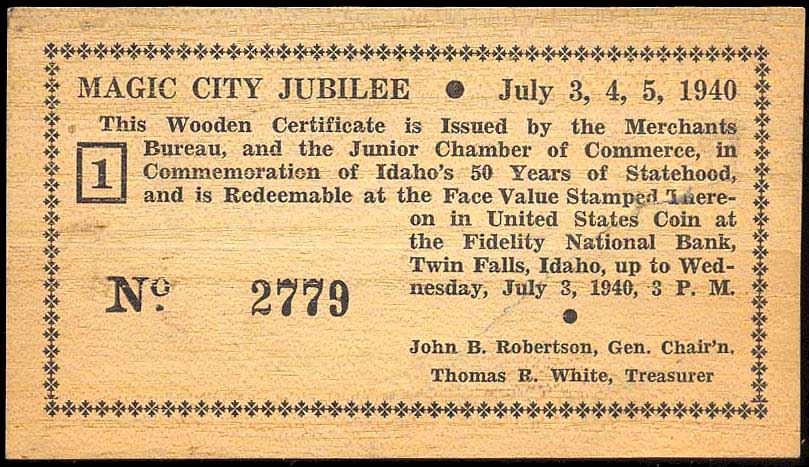 MAGIC CITY JUBILEE ● July 3, 4, 5, 1940
This Wooden Certificate is Issued by the Merchants
Bureau, and the Junior Chamber of Commerce, in
1 Commemoration of Idaho's 50 Years of Statehood,
and is Redeemable at the Face Value Stamped There-
on in United States Coin at
the Fidelity National Bank,
Twin Falls, Idaho, up to Wed-
No. 2779 nesday, July 3, 1940, 3 P. M.
John B. Robertson, Gen. Chair'n.
Thomas R. White, Treasurer